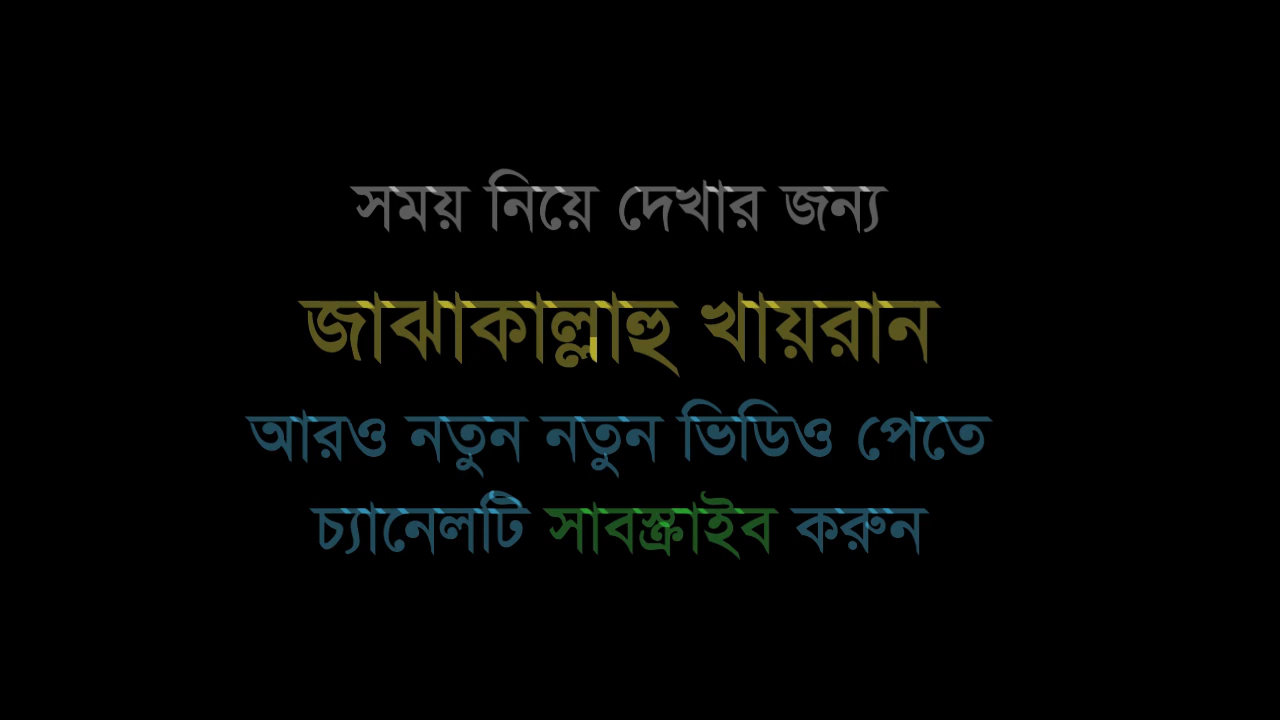 সময় নিয়ে দেখার জন্য
জাঝাকাল্লাহু খায়রান
আরও নতুন নতুন ভিডিও পেতে
চ্যানেলটি সাবস্ক্রাইব করুন